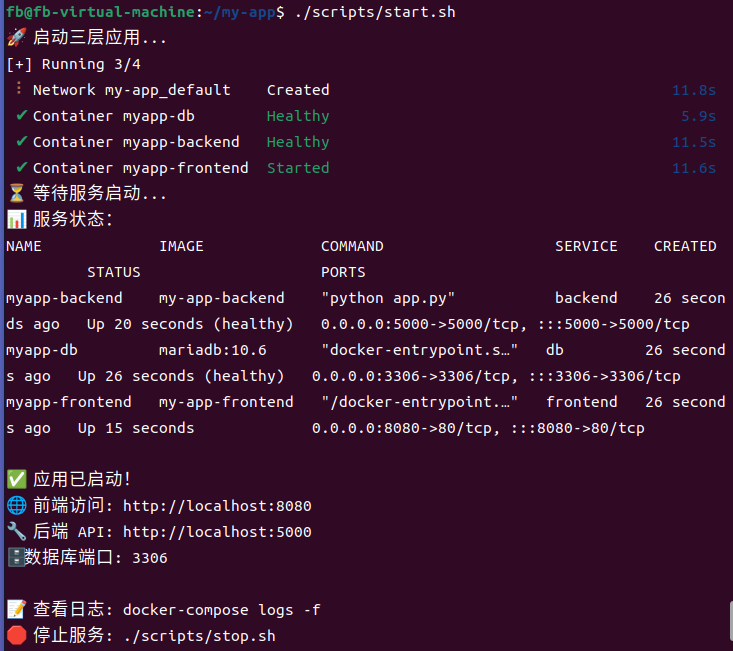 fb@fb-virtual-machine:~/my-app$ ./scripts/start.sh
🚀 启动三层应用...
[+] Running 3/4
⠸ Network my-app_default    Created    11.8s
✔ Container myapp-db        Healthy    5.9s
✔ Container myapp-backend   Healthy    11.5s
✔ Container myapp-frontend  Started    11.6s
⏳ 等待服务启动...
📊 服务状态：
NAME             IMAGE             COMMAND                   SERVICE    CREATED
         STATUS                    PORTS
myapp-backend    my-app-backend    "python app.py"           backend    26 secon
ds ago   Up 20 seconds (healthy)   0.0.0.0:5000->5000/tcp, :::5000->5000/tcp
myapp-db         mariadb:10.6      "docker-entrypoint.s…"   db         26 second
s ago   Up 26 seconds (healthy)   0.0.0.0:3306->3306/tcp, :::3306->3306/tcp
myapp-frontend   my-app-frontend   "/docker-entrypoint.…"   frontend   26 second
s ago   Up 15 seconds             0.0.0.0:8080->80/tcp, :::8080->80/tcp
✅ 应用已启动！
🌐 前端访问: http://localhost:8080
🔧 后端 API: http://localhost:5000
🗄️数据库端口: 3306
📝 查看日志: docker-compose logs -f
🛑 停止服务: ./scripts/stop.sh